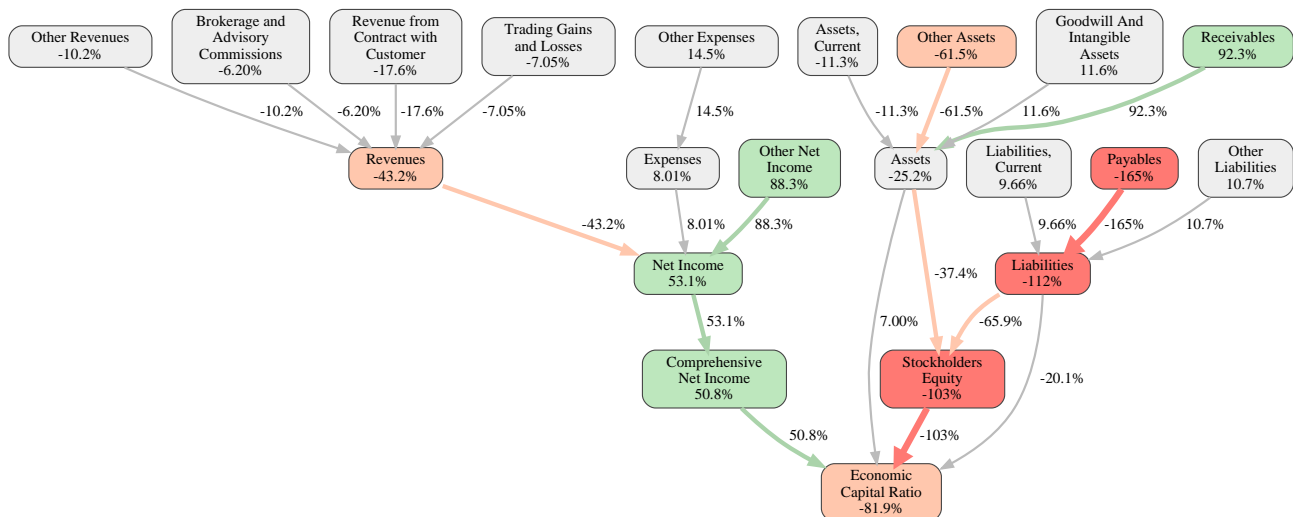 Other Revenues
-10.2%
Brokerage and
Advisory
Commissions
-6.20%
Revenue from
Contract with
Customer
-17.6%
Trading Gains
and Losses
-7.05%
Other Expenses
14.5%
Assets,
Current
-11.3%
Other Assets
-61.5%
Goodwill And
Intangible
Assets
11.6%
Receivables
92.3%
-10.2%
-6.20%
-17.6%
-7.05%
14.5%
-11.3%
-61.5%
11.6%
92.3%
Revenues
-43.2%
Expenses
8.01%
Other Net
Income
88.3%
Assets
-25.2%
Liabilities,
Current
9.66%
Payables
-165%
Other
Liabilities
10.7%
-43.2%
8.01%
88.3%
9.66%
-165%
10.7%
Net Income
53.1%
-37.4%
Liabilities
-112%
53.1%
7.00%
-65.9%
Comprehensive
Net Income
50.8%
Stockholders
Equity
-103%
-20.1%
50.8%
-103%
Economic
Capital Ratio
-81.9%